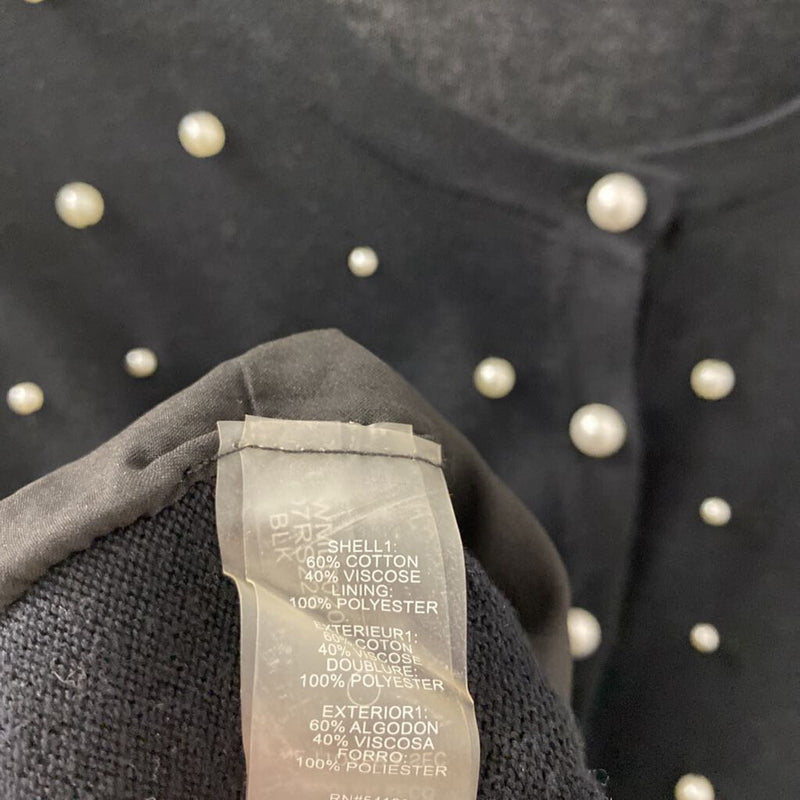 SHELL1:
60% COTTON
40% VISCOSE
LINING:
100% POLYESTER
EXTERIEUR1:
60% COTON
40% VISCOSE
DOUBLURE:
100% POLYESTER
EXTERIOR1:
60% ALGODON
40% VISCOSA
FORRO:
100% POLIESTER
BLK